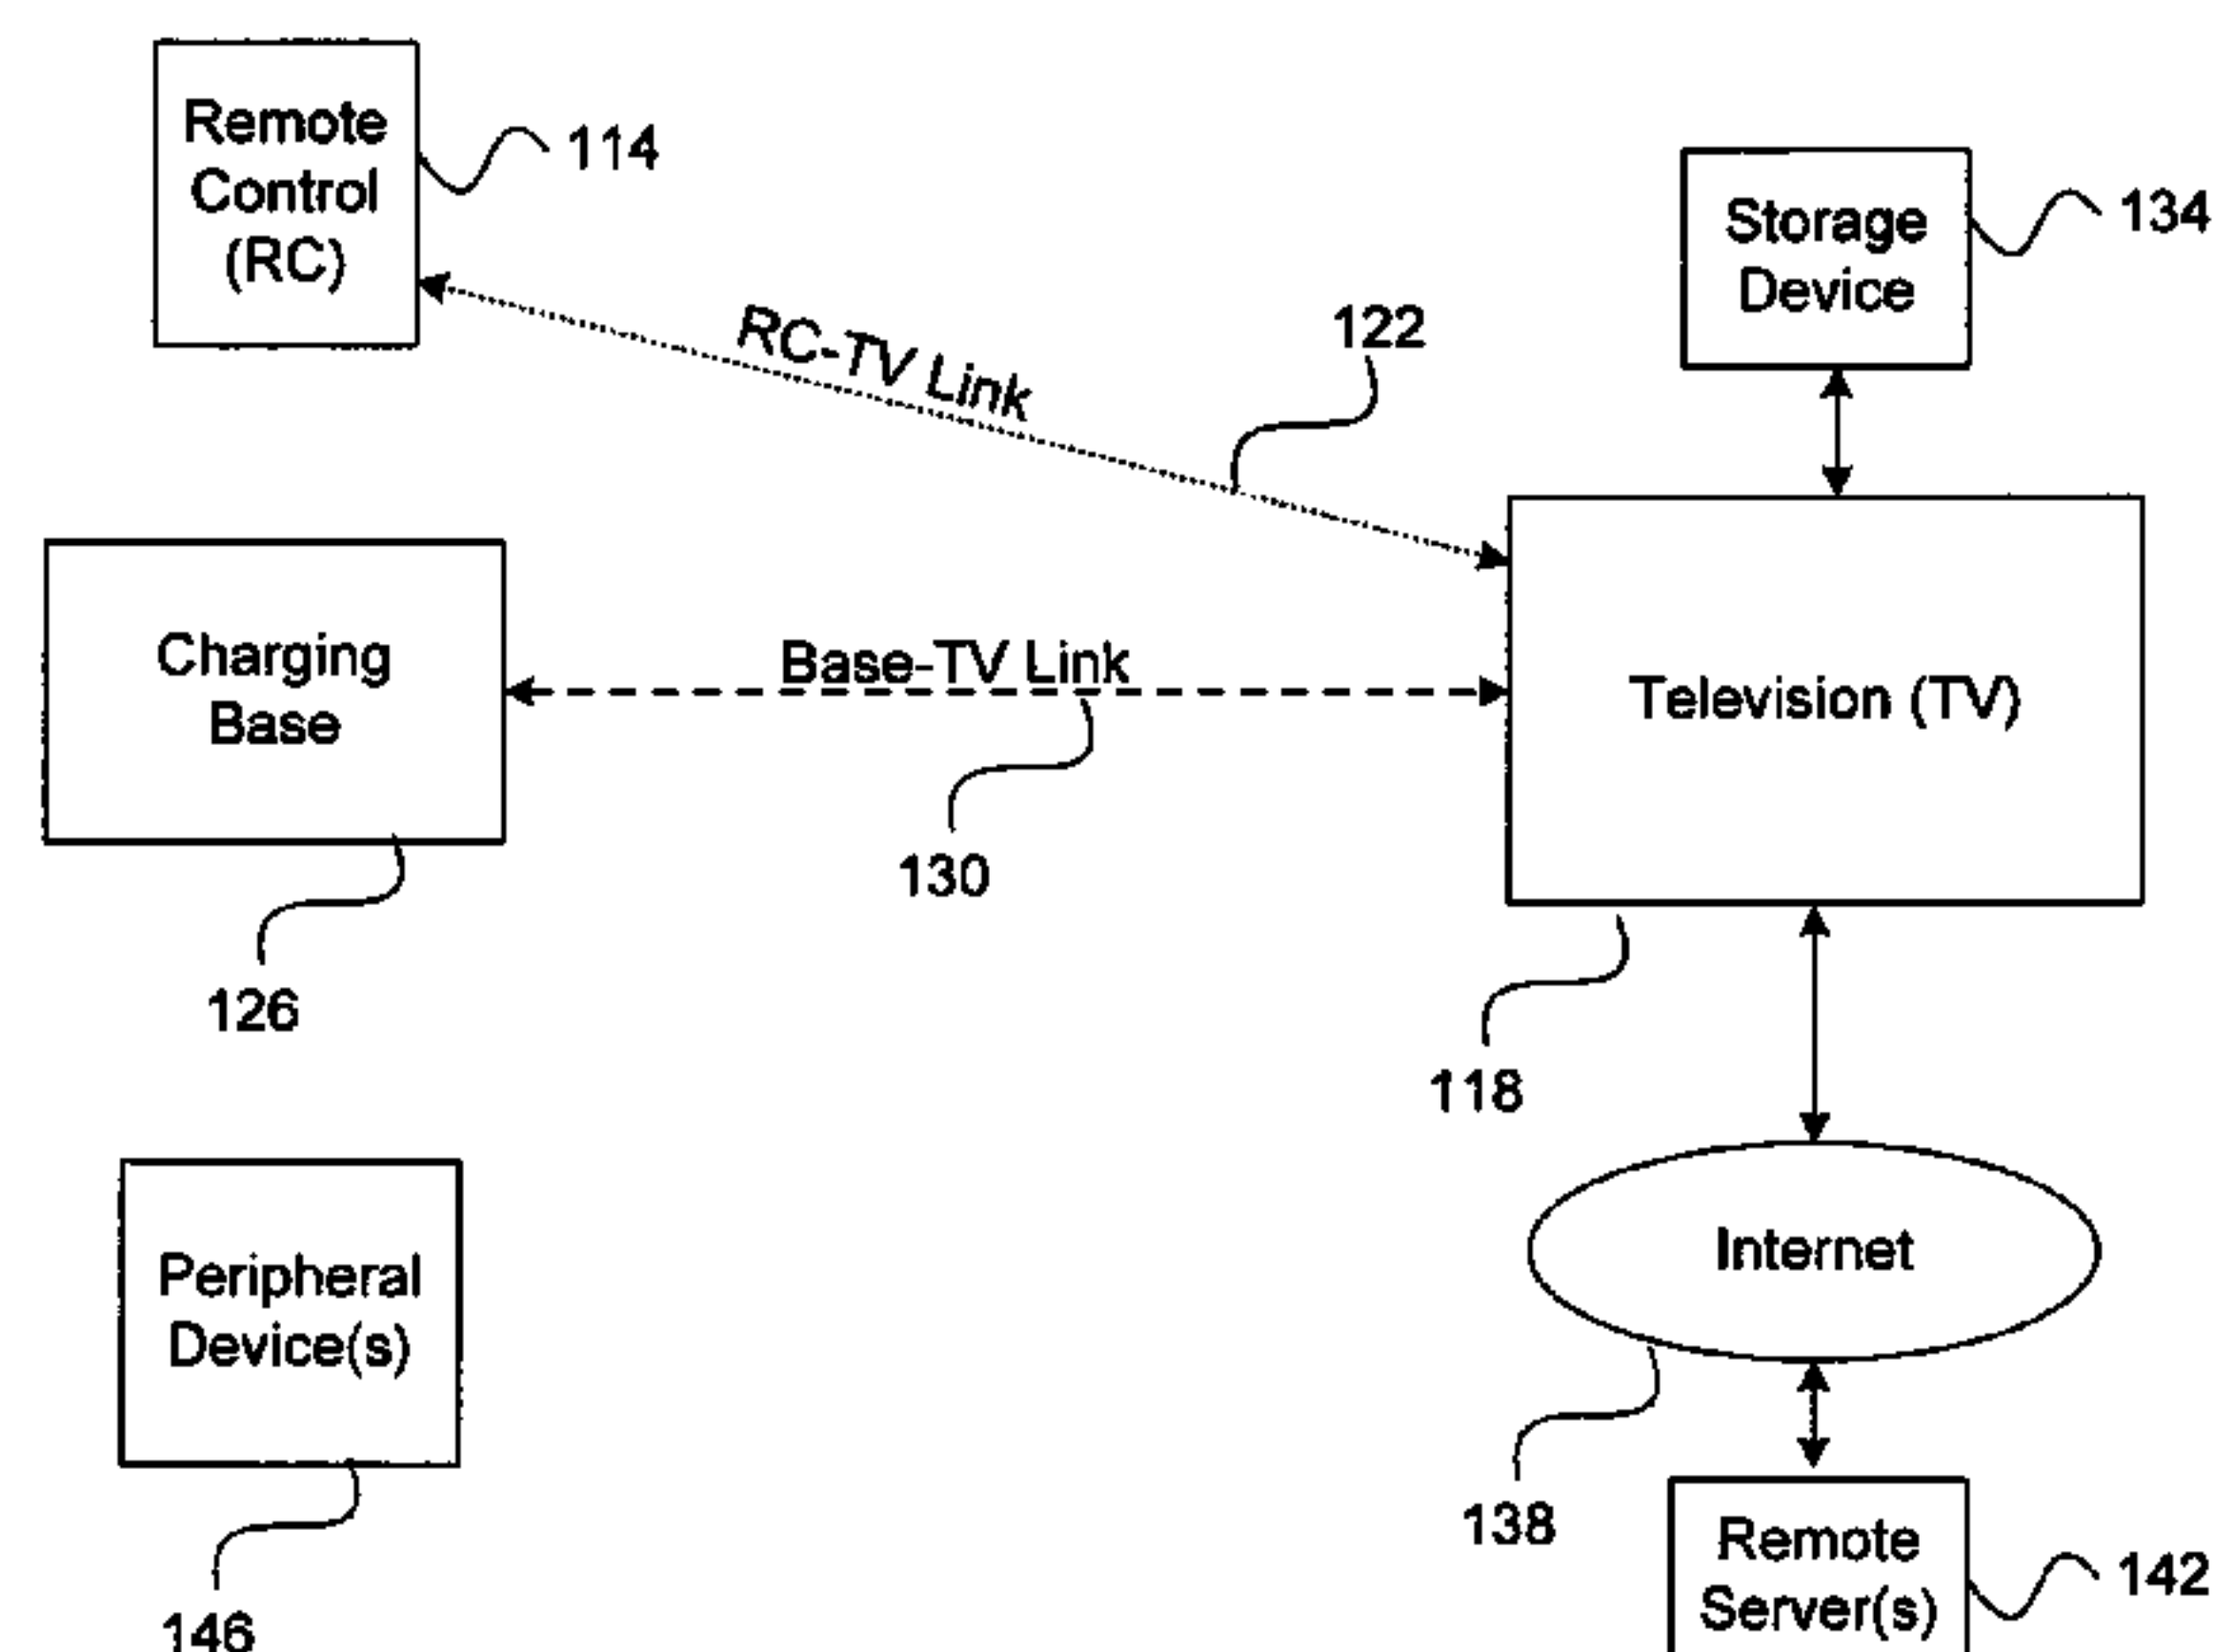 Remote
Control
(RC)
114
Storage
Device
134
RC-TV Link
122
Charging
Base
Base-TV Link
Television (TV)
130
126
118
Peripheral
Device(s)
Internet
138
146
Remote
Server(s)
142